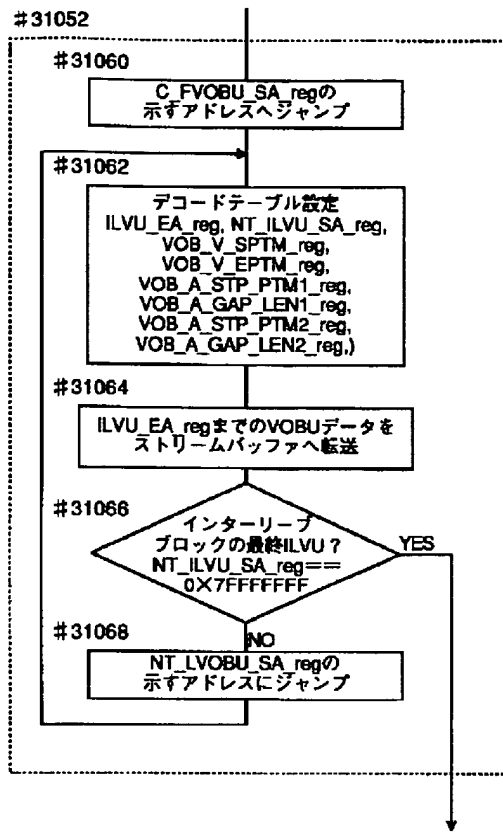 #31052
#31060
C_FVOBU_SA_regの
示すアドレスへジャンプ
#31062
デコードテーブル設定
ILVU_EA_reg, NT_ILVU_SA_reg,
VOB_V_SPTM_reg,
VOB_V_EPTM_reg,
VOB_A_STP_PTM1_reg,
VOB_A_GAP_LEN1_reg,
VOB_A_STP_PTM2_reg,
VOB_A_GAP_LEN2_reg,)
#31064
ILVU_EA_regまでのVOBUデータを
ストリームバッファへ転送
#31066
インターリーブ
ブロックの最終ILVU?
NT_ILVU_SA_reg==
0×7FFFFFFF
YES
NO
#31068
NT_LVOBU_SA_regの
示すアドレスにジャンプ